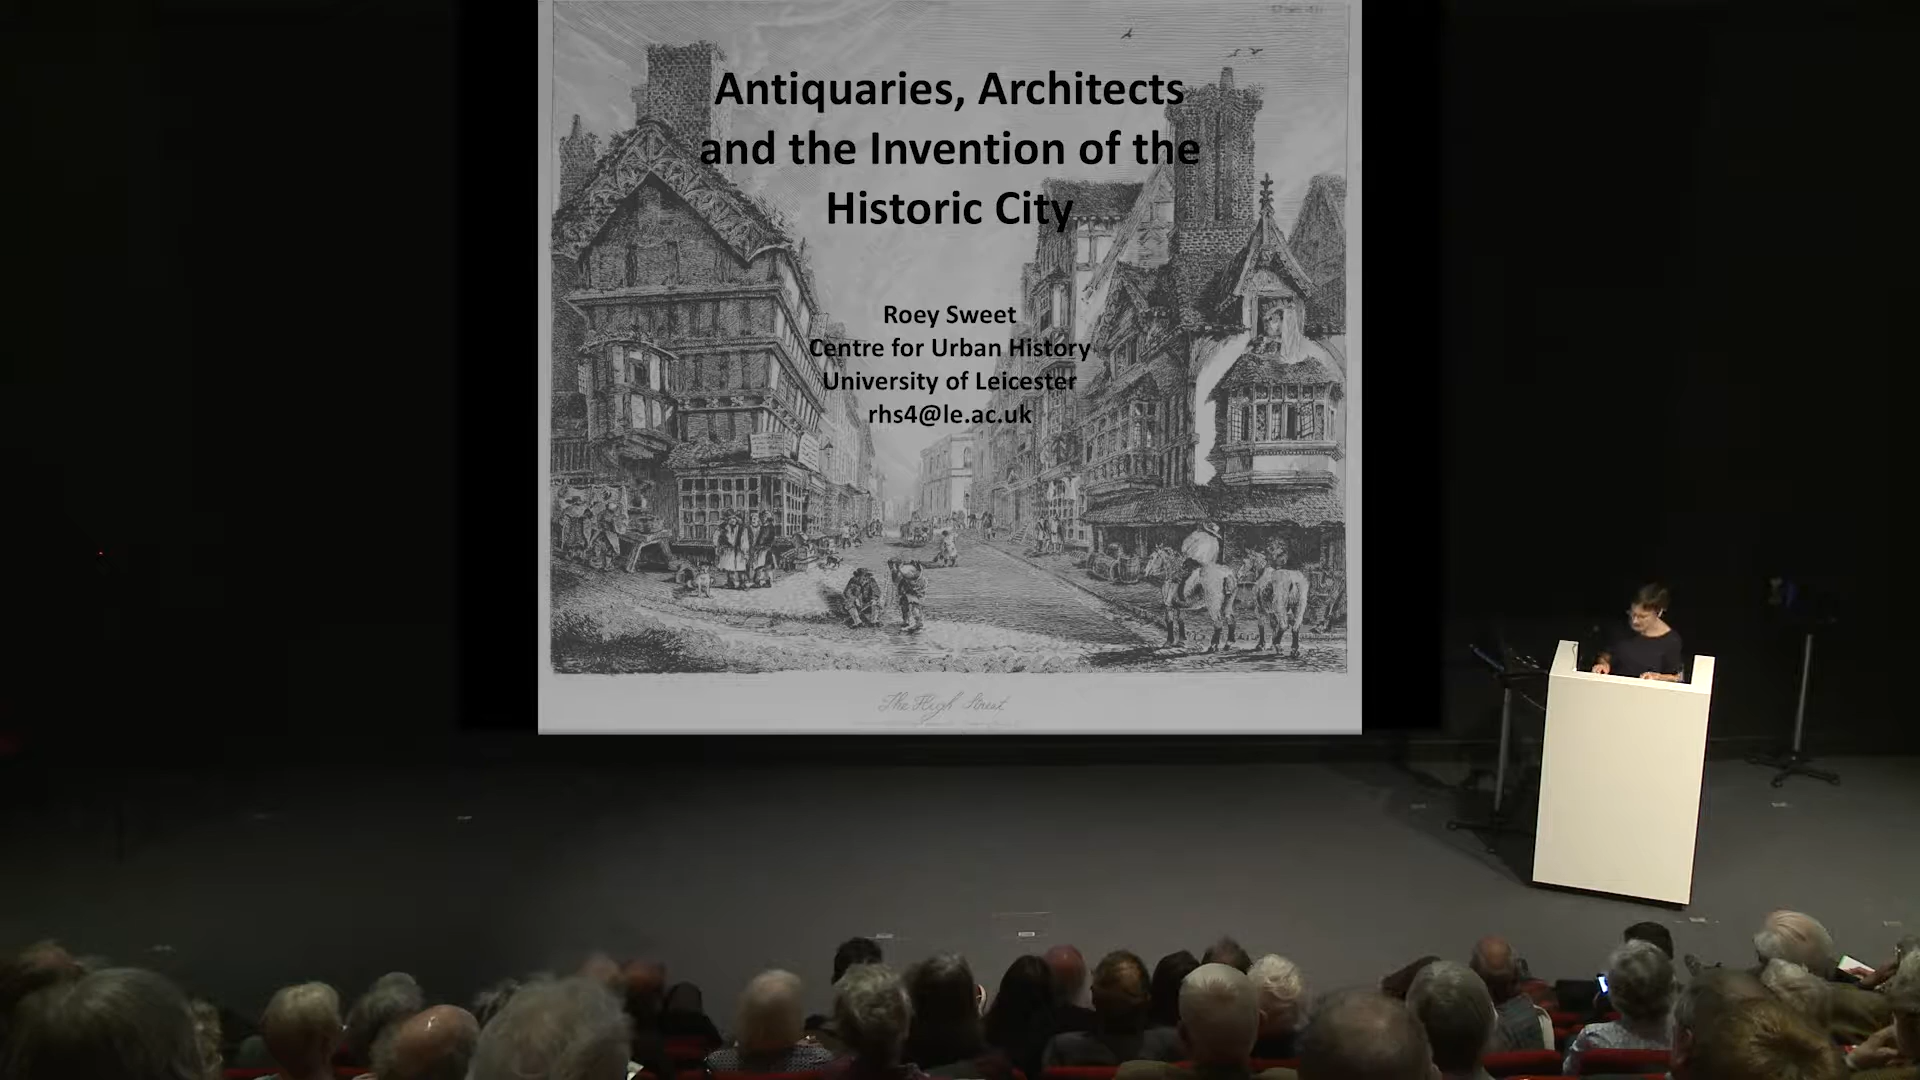 Antiquaries, Architects
and the Invention of the
Historic City
Roey Sweet
Centre for Urban History
University of Leicester
rhs4@le.ac.uk
The High Street